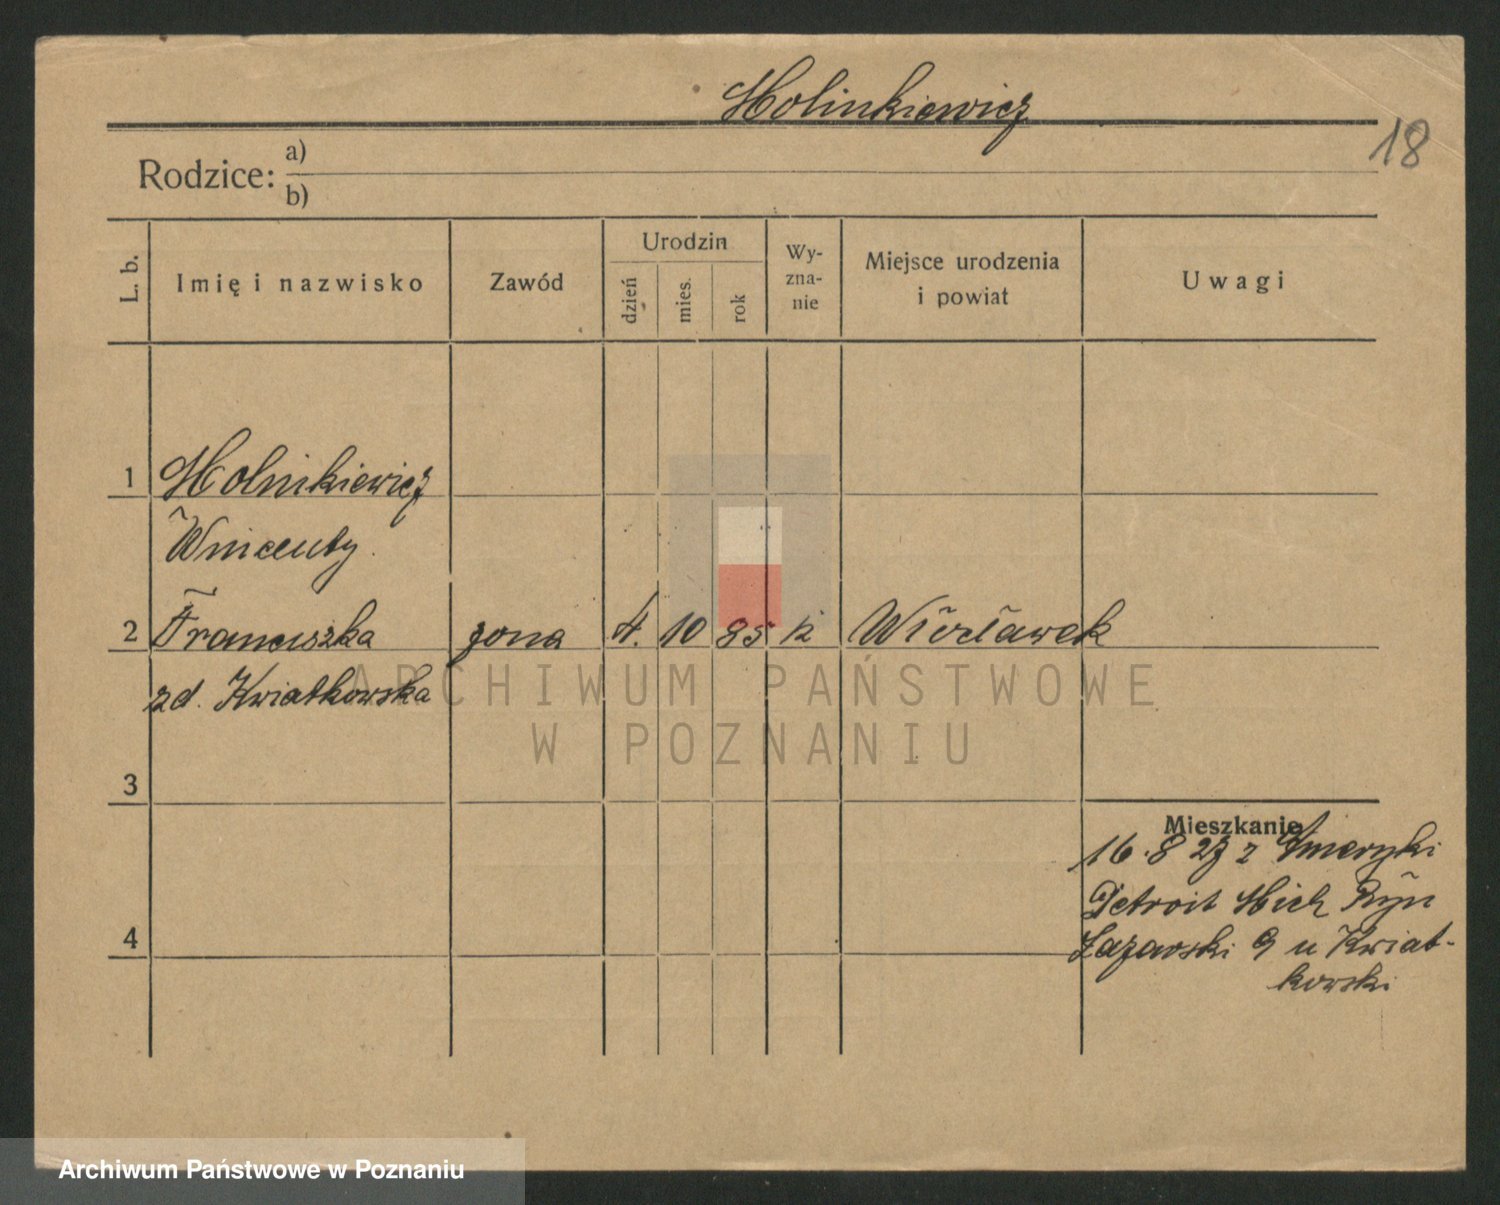 Holinkiewicz
18
Rodzice: a)
b)
L. b. Imię i nazwisko Zawód Urodzin dzień mies. rok Wy-zna-nie Miejsce urodzenia i powiat Uwagi
1 Holinkiewicz
Wincenty
2 Franciszka żona 4. 10 85 k Włocławek
zd. Kwiatkowska
ARCHIWUM PAŃSTWOWE
W POZNANIU
3
Mieszkanie
16.8 27 z Ameryki
Detroit Mich Ryn
4 Łazarski 9 u Kwiat-
kowski
Archiwum Państwowe w Poznaniu